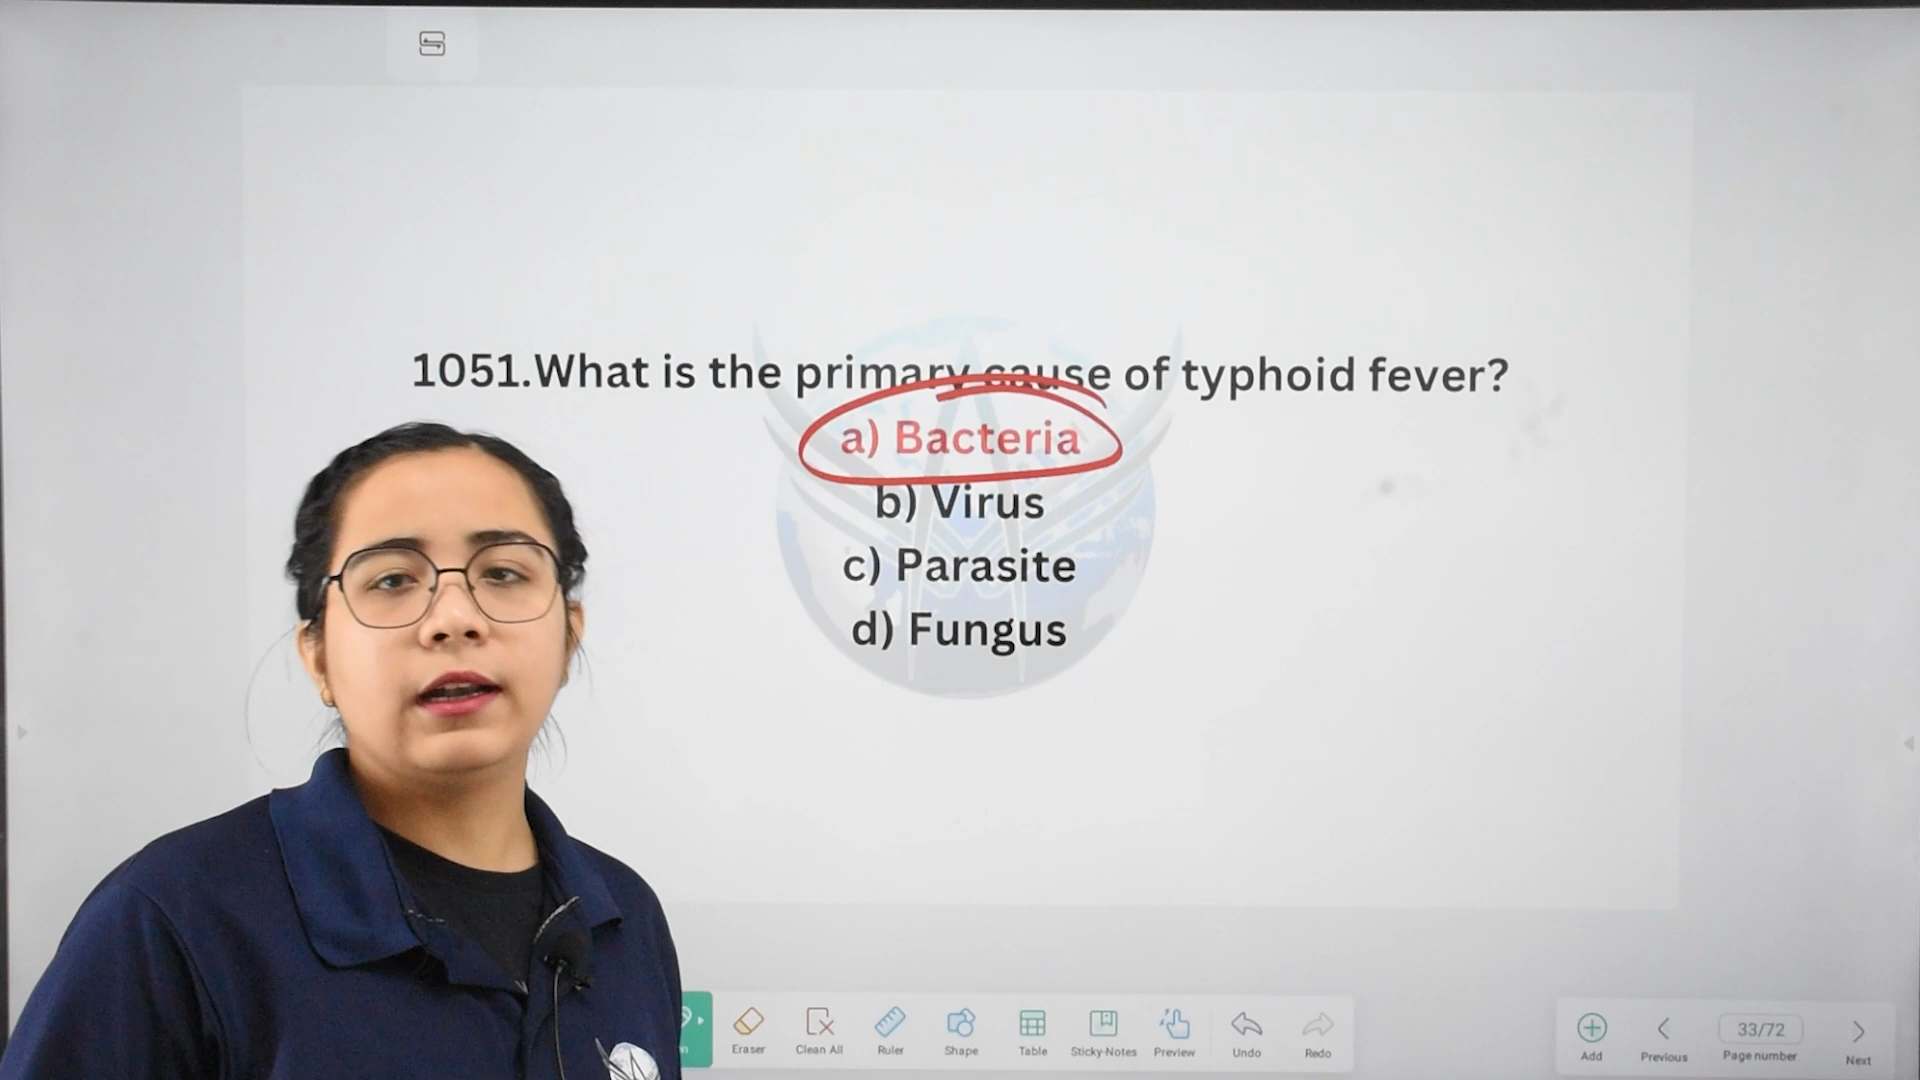 1051.What is the primary cause of typhoid fever?
a) Bacteria
b) Virus
c) Parasite
d) Fungus
Eraser
Clean All
Ruler
Shape
Table
Sticky-Notes
Preview
Undo
Redo
Add
Previous
33/72
Page number
Next